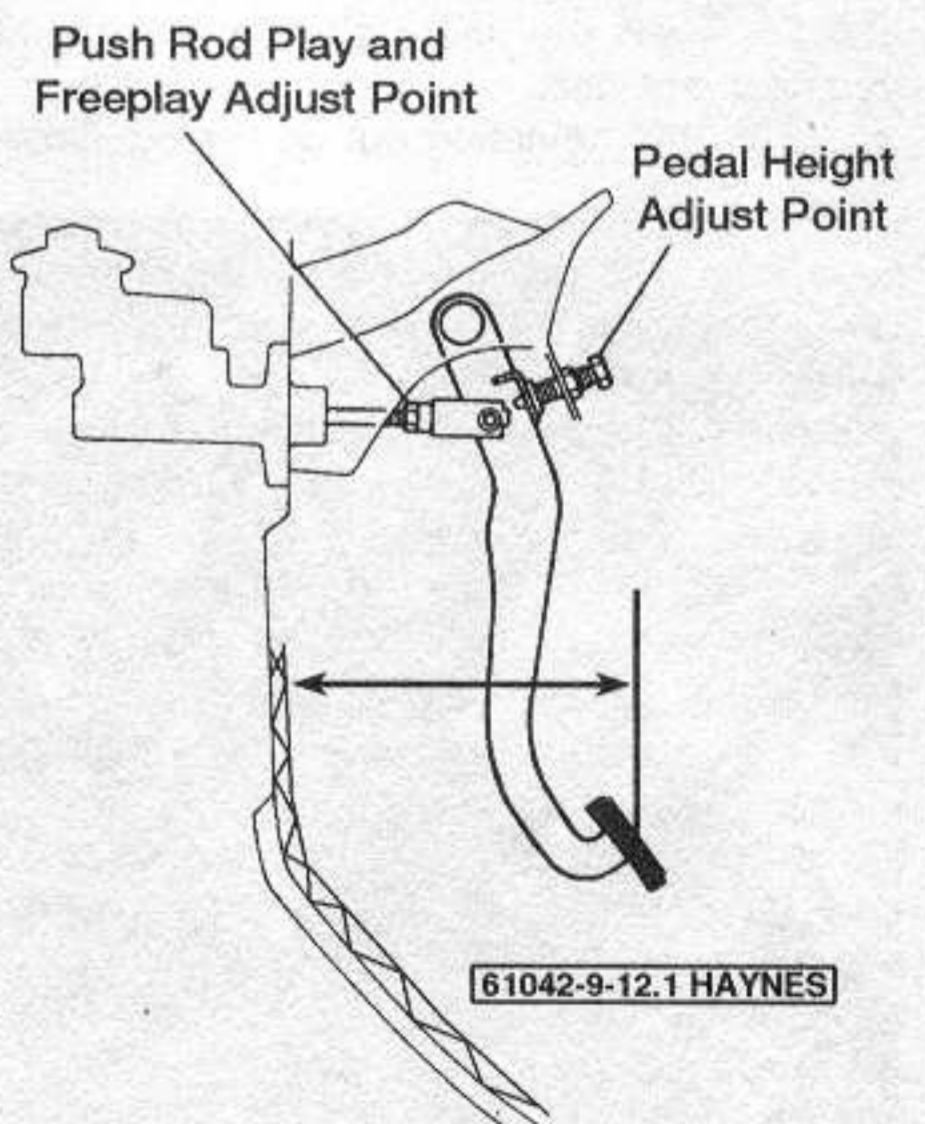 Push Rod Play and
Freeplay Adjust Point
Pedal Height
Adjust Point
61042-9-12.1 HAYNES